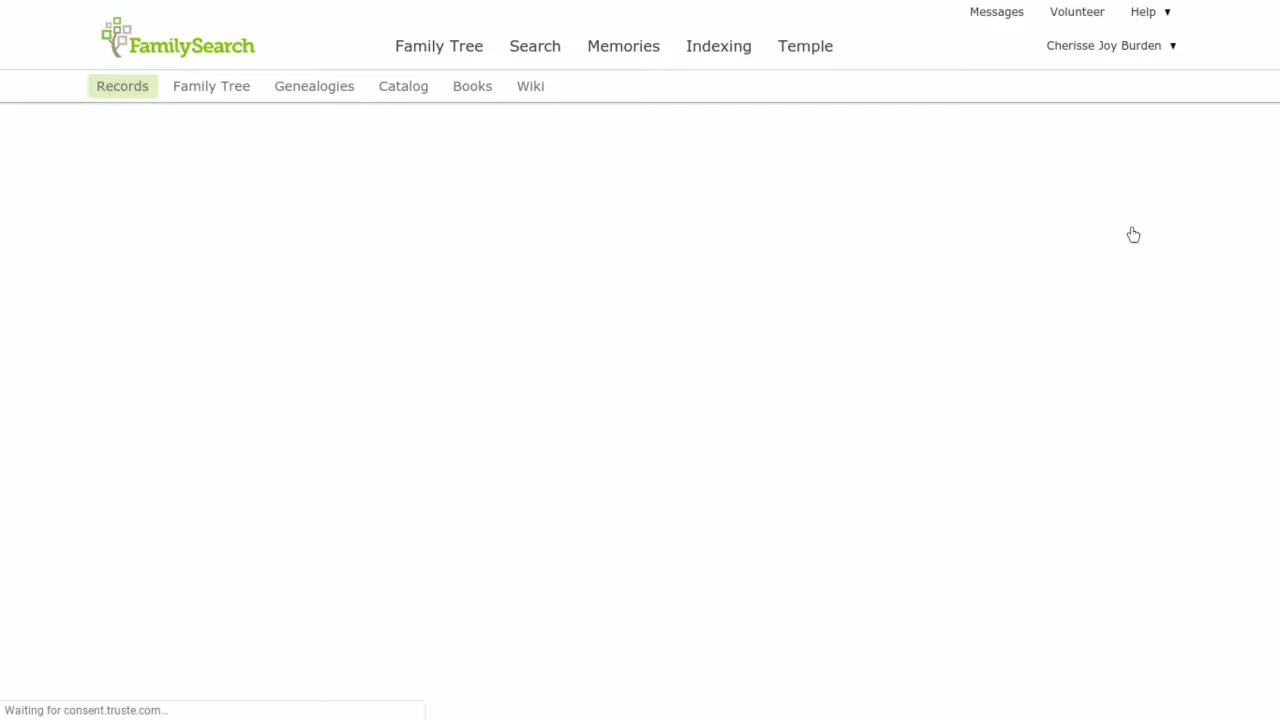 Messages Volunteer Help ▼
FamilySearch
Family Tree Search Memories Indexing Temple
Cherisse Joy Burden ▼
Records Family Tree Genealogies Catalog Books Wiki
Waiting for consent.truste.com...